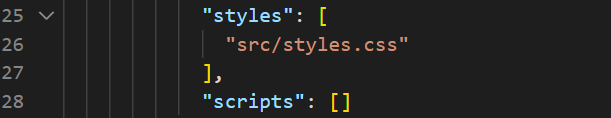 25 "styles": [
26 "src/styles.css"
27 ],
28 "scripts": []